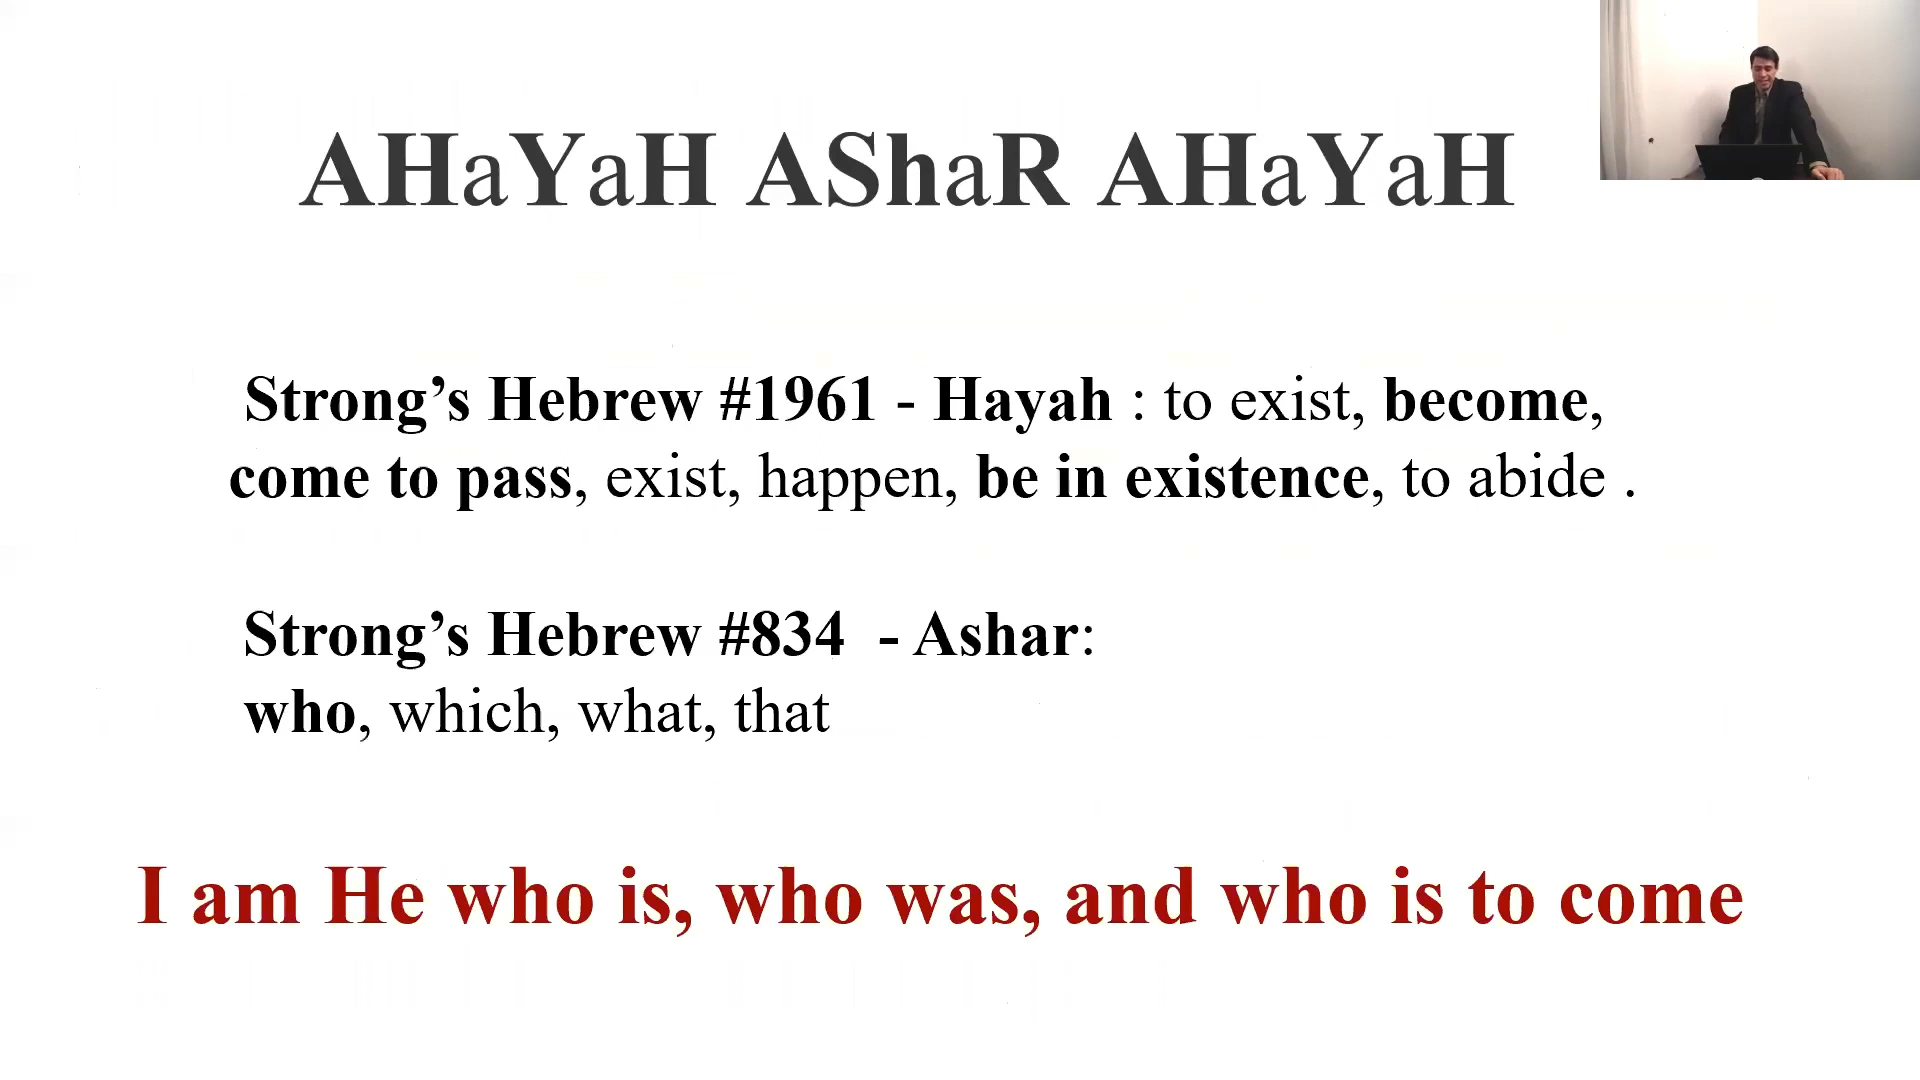 AHaYaH AShaR AHaYaH
Strong’s Hebrew #1961 - Hayah : to exist, become,
come to pass, exist, happen, be in existence, to abide .
Strong’s Hebrew #834 - Ashar:
who, which, what, that
I am He who is, who was, and who is to come